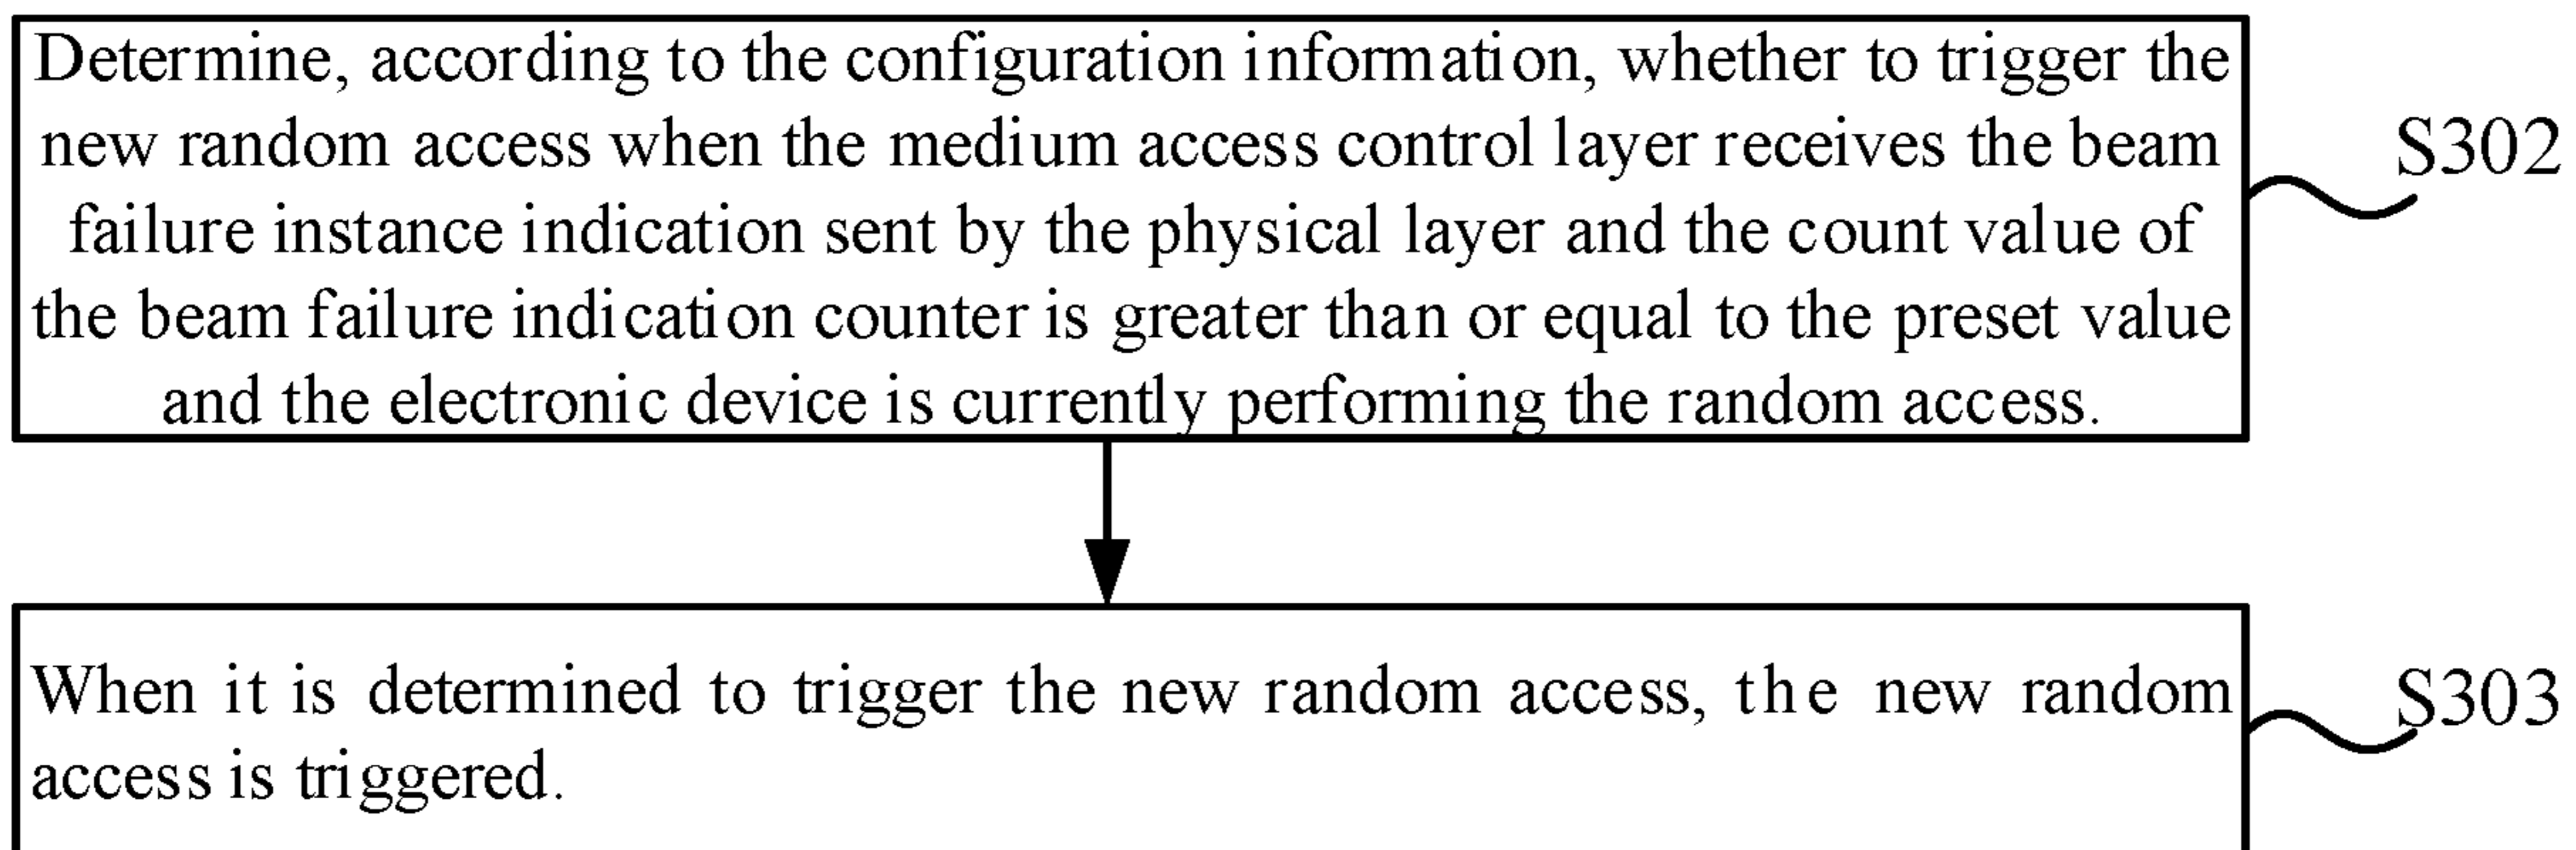 Determine, according to the configuration information, whether to trigger the
new random access when the medium access control layer receives the beam
failure instance indication sent by the physical layer and the count value of
the beam failure indication counter is greater than or equal to the preset value
and the electronic device is currently performing the random access.
S302
When it is determined to trigger the new random access, the new random
access is triggered.
S303